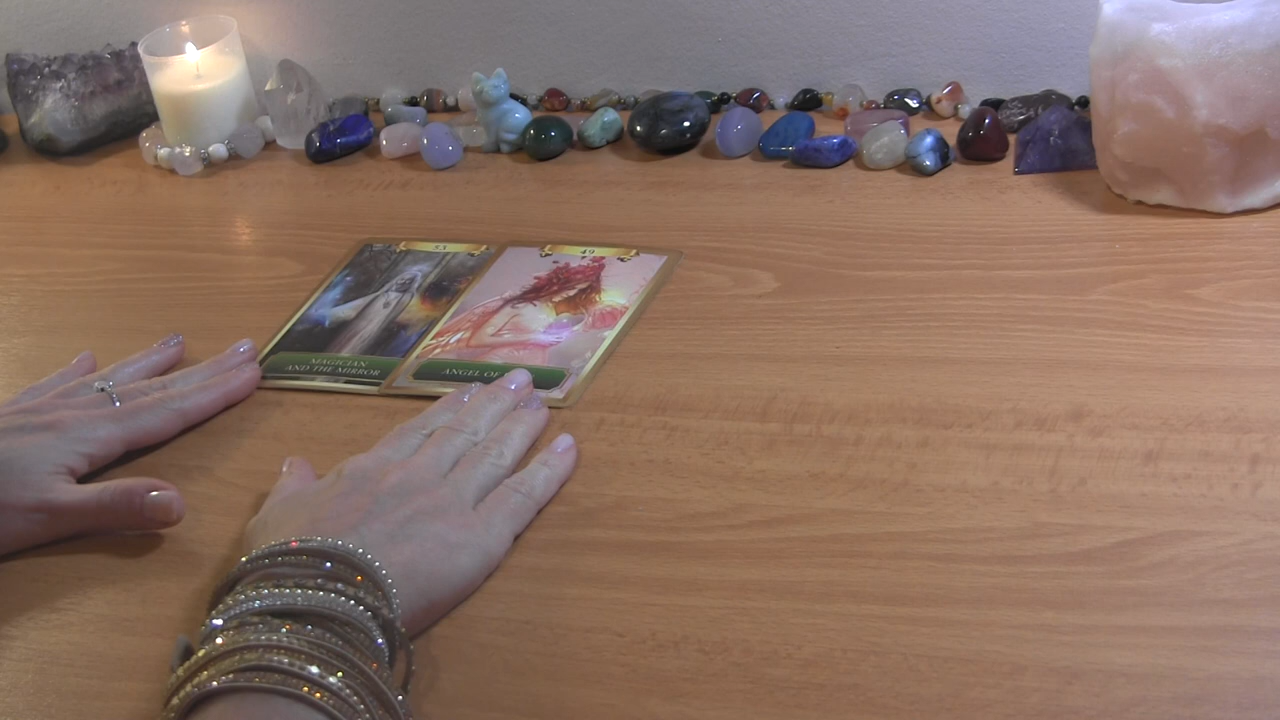 53
MAGICIAN
AND THE MIRROR
49
ANGEL OF